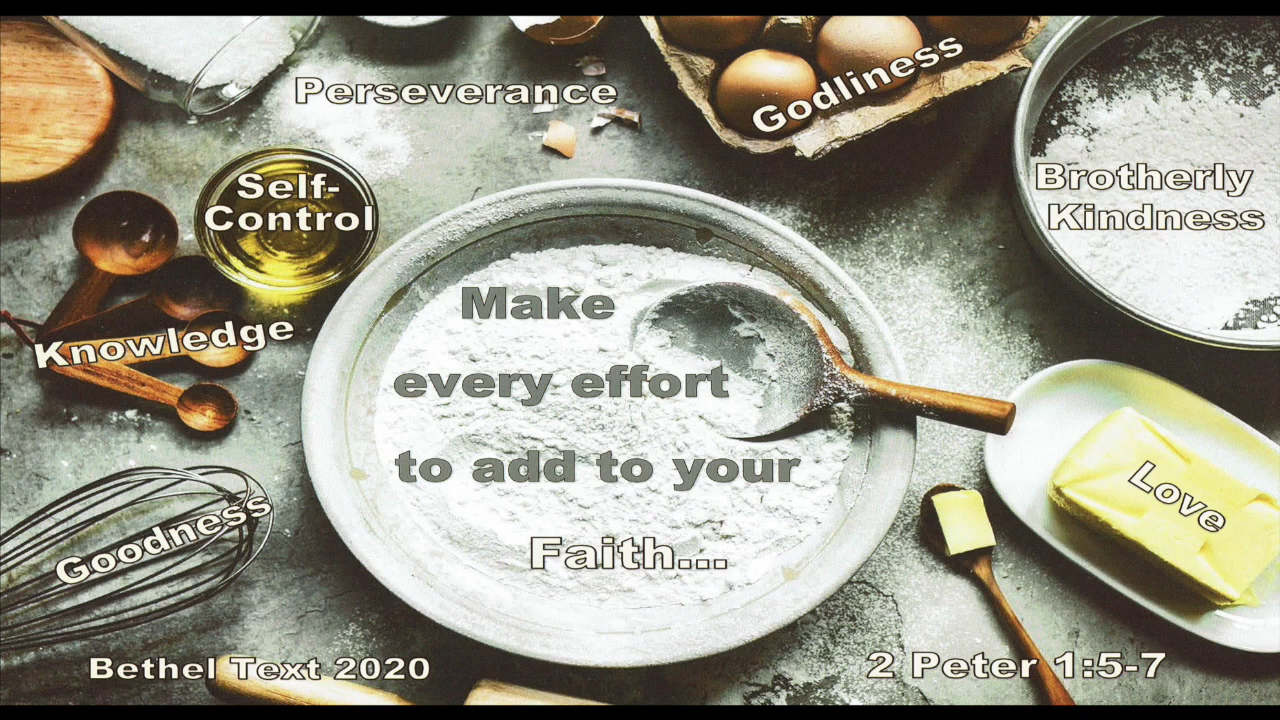 Perseverance
Godliness
Self-
Control
Brotherly
Kindness
Knowledge
Make
every effort
to add to your
Faith...
Goodness
Love
Bethel Text 2020
2 Peter 1:5-7